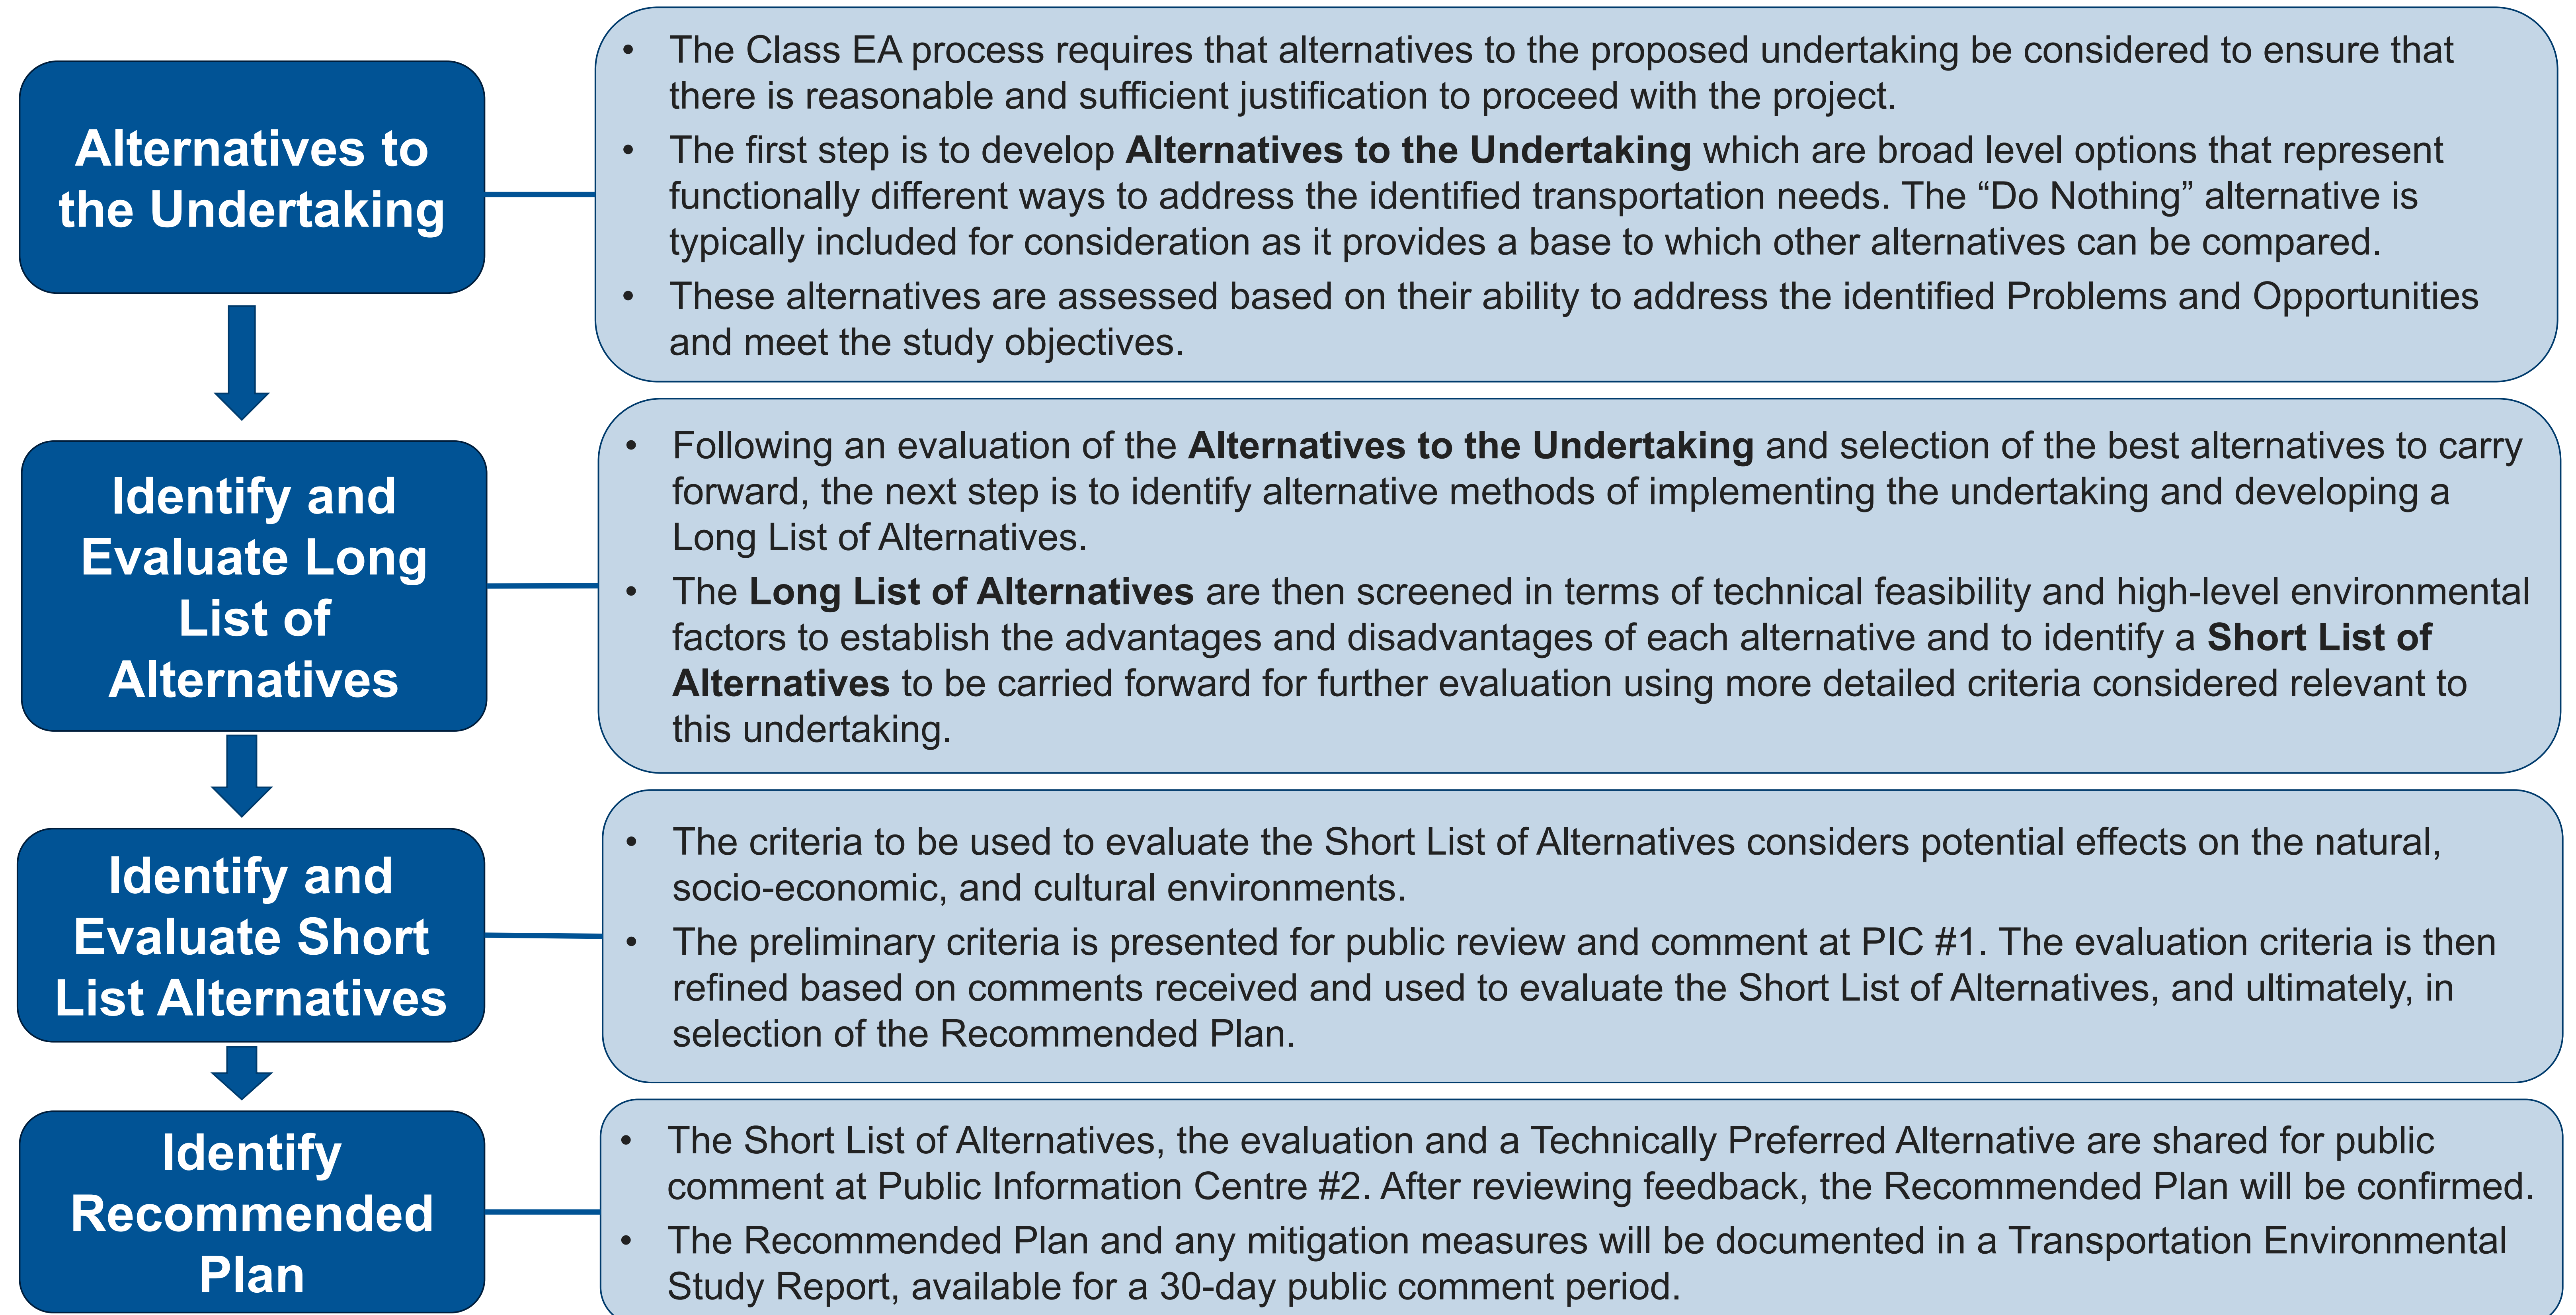 Alternatives to
the Undertaking
• The Class EA process requires that alternatives to the proposed undertaking be considered to ensure that
there is reasonable and sufficient justification to proceed with the project.
• The first step is to develop Alternatives to the Undertaking which are broad level options that represent
functionally different ways to address the identified transportation needs. The “Do Nothing” alternative is
typically included for consideration as it provides a base to which other alternatives can be compared.
• These alternatives are assessed based on their ability to address the identified Problems and Opportunities
and meet the study objectives.
Identify and
Evaluate Long
List of
Alternatives
• Following an evaluation of the Alternatives to the Undertaking and selection of the best alternatives to carry
forward, the next step is to identify alternative methods of implementing the undertaking and developing a
Long List of Alternatives.
• The Long List of Alternatives are then screened in terms of technical feasibility and high-level environmental
factors to establish the advantages and disadvantages of each alternative and to identify a Short List of
Alternatives to be carried forward for further evaluation using more detailed criteria considered relevant to
this undertaking.
Identify and
Evaluate Short
List Alternatives
• The criteria to be used to evaluate the Short List of Alternatives considers potential effects on the natural,
socio-economic, and cultural environments.
• The preliminary criteria is presented for public review and comment at PIC #1. The evaluation criteria is then
refined based on comments received and used to evaluate the Short List of Alternatives, and ultimately, in
selection of the Recommended Plan.
Identify
Recommended
Plan
• The Short List of Alternatives, the evaluation and a Technically Preferred Alternative are shared for public
comment at Public Information Centre #2. After reviewing feedback, the Recommended Plan will be confirmed.
• The Recommended Plan and any mitigation measures will be documented in a Transportation Environmental
Study Report, available for a 30-day public comment period.